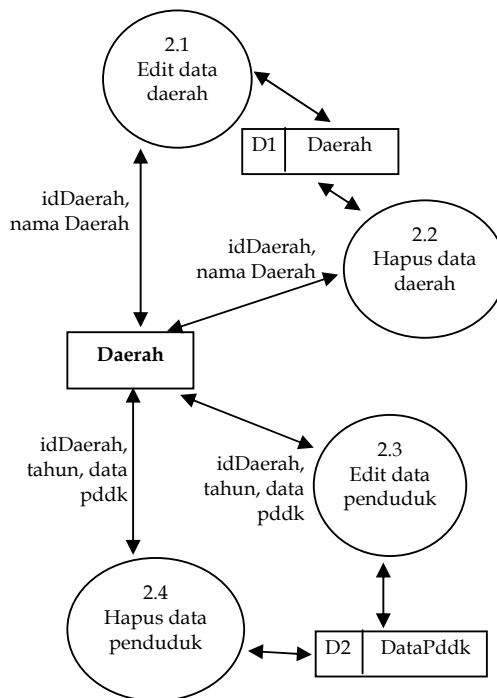 2.1
Edit data
daerah
D1 Daerah
idDaerah,
nama Daerah
2.2
Hapus data
daerah
idDaerah,
nama Daerah
Daerah
idDaerah,
tahun, data
pddk
idDaerah,
tahun, data
pddk
2.3
Edit data
penduduk
2.4
Hapus data
penduduk
D2 DataPddk